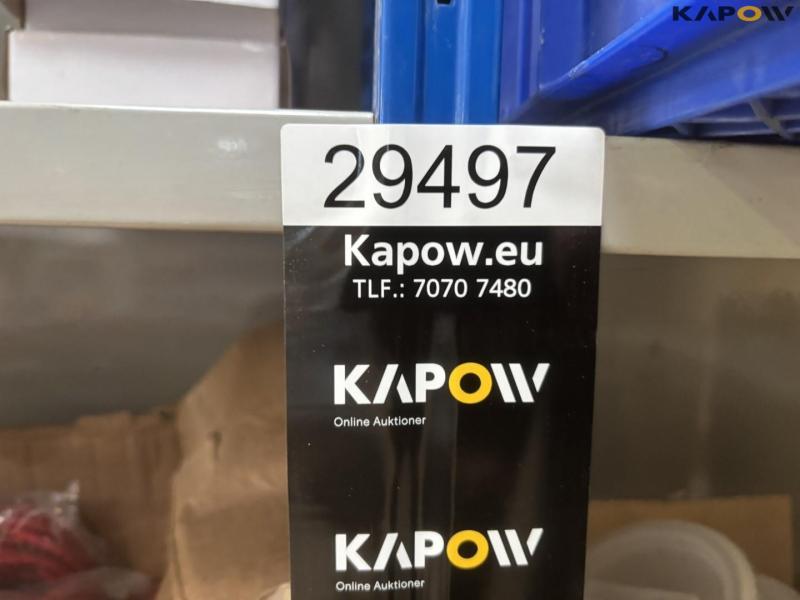 KAPOW
29497
Kapow.eu
TLF.: 7070 7480
KAPOW
Online Auktioner
KAPOW
Online Auktioner